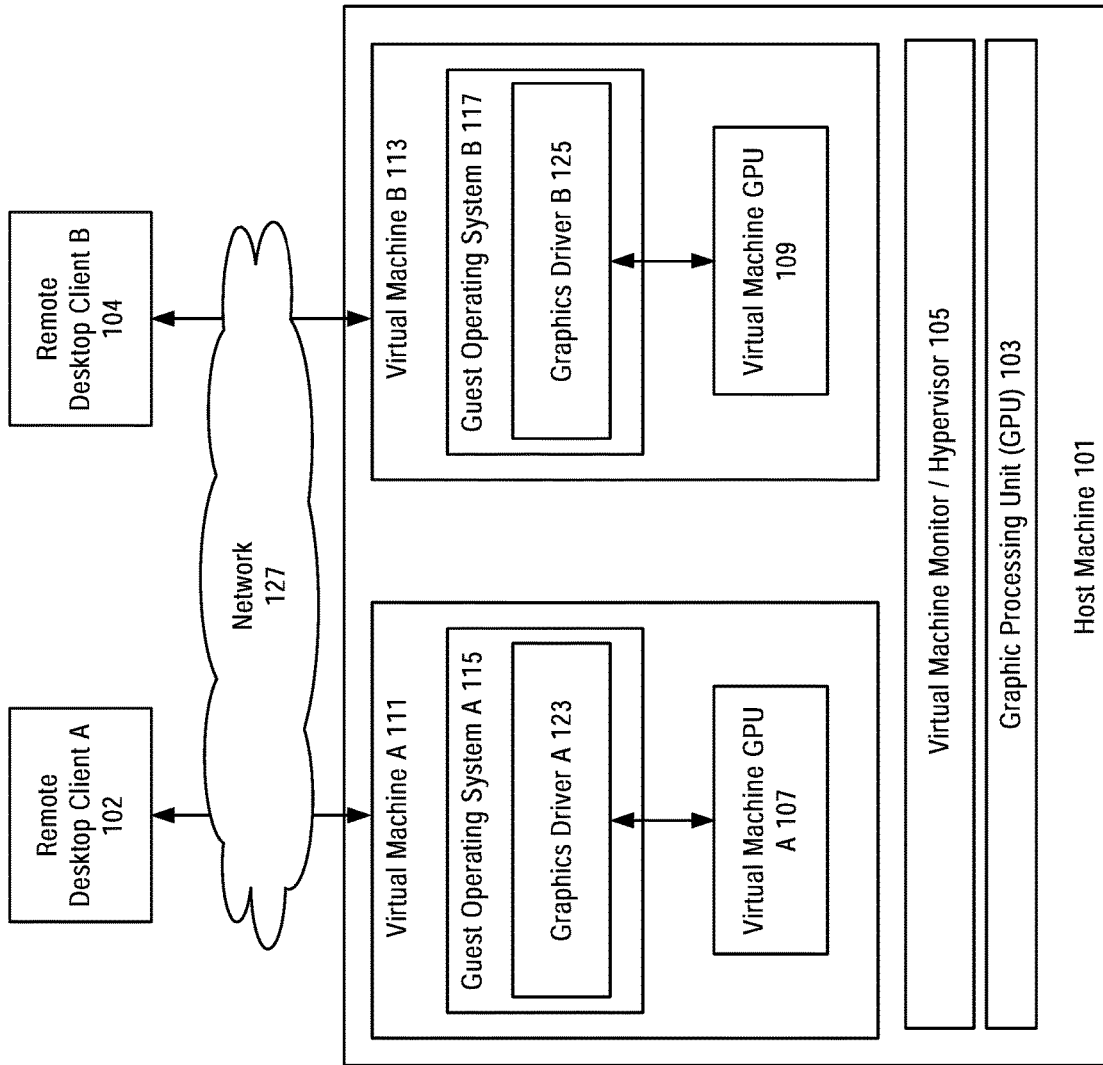 Remote
Desktop Client A
102
Remote
Desktop Client B
104
Network
127
Virtual Machine A 111
Guest Operating System A 115
Graphics Driver A 123
Virtual Machine GPU
A 107
Virtual Machine B 113
Guest Operating System B 117
Graphics Driver B 125
Virtual Machine GPU
109
Virtual Machine Monitor / Hypervisor 105
Graphic Processing Unit (GPU) 103
Host Machine 101